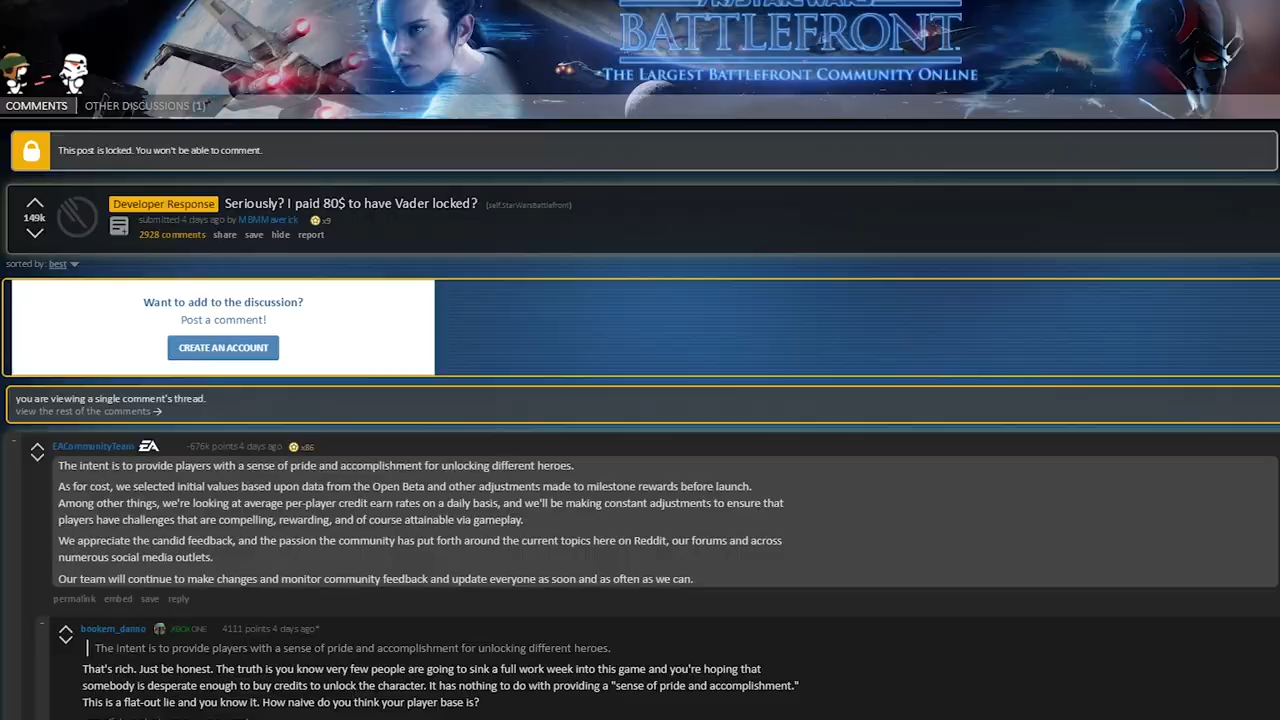 BATTLEFRONT
THE LARGEST BATTLEFRONT COMMUNITY ONLINE
COMMENTS OTHER DISCUSSIONS (1)
This post is locked. You won't be able to comment.
Developer Response Seriously? I paid 80$ to have Vader locked? (self.StarWarsBattlefront)
149k
submitted 4 days ago by MBMMaverick x9
2928 comments share save hide report
sorted by: best
Want to add to the discussion?
Post a comment!
CREATE AN ACCOUNT
you are viewing a single comment's thread.
view the rest of the comments →
EACommunityTeam EA -676k points 4 days ago x86
The intent is to provide players with a sense of pride and accomplishment for unlocking different heroes.
As for cost, we selected initial values based upon data from the Open Beta and other adjustments made to milestone rewards before launch.
Among other things, we're looking at average per-player credit earn rates on a daily basis, and we'll be making constant adjustments to ensure that
players have challenges that are compelling, rewarding, and of course attainable via gameplay.
We appreciate the candid feedback, and the passion the community has put forth around the current topics here on Reddit, our forums and across
numerous social media outlets.
Our team will continue to make changes and monitor community feedback and update everyone as soon and as often as we can.
permalink embed save reply
bookem_danno XBOX ONE 4111 points 4 days ago*
The intent is to provide players with a sense of pride and accomplishment for unlocking different heroes.
That's rich. Just be honest. The truth is you know very few people are going to sink a full work week into this game and you're hoping that
somebody is desperate enough to buy credits to unlock the character. It has nothing to do with providing a "sense of pride and accomplishment."
This is a flat-out lie and you know it. How naive do you think your player base is?